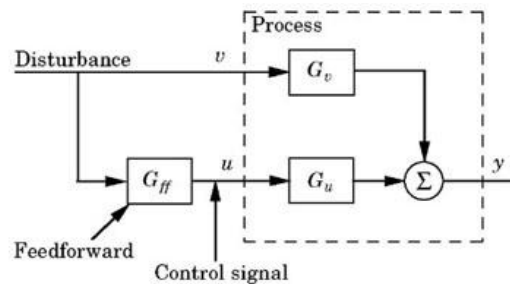 Process
Disturbance
v
G_v
G_ff
u
G_u
Σ
y
Feedforward
Control signal